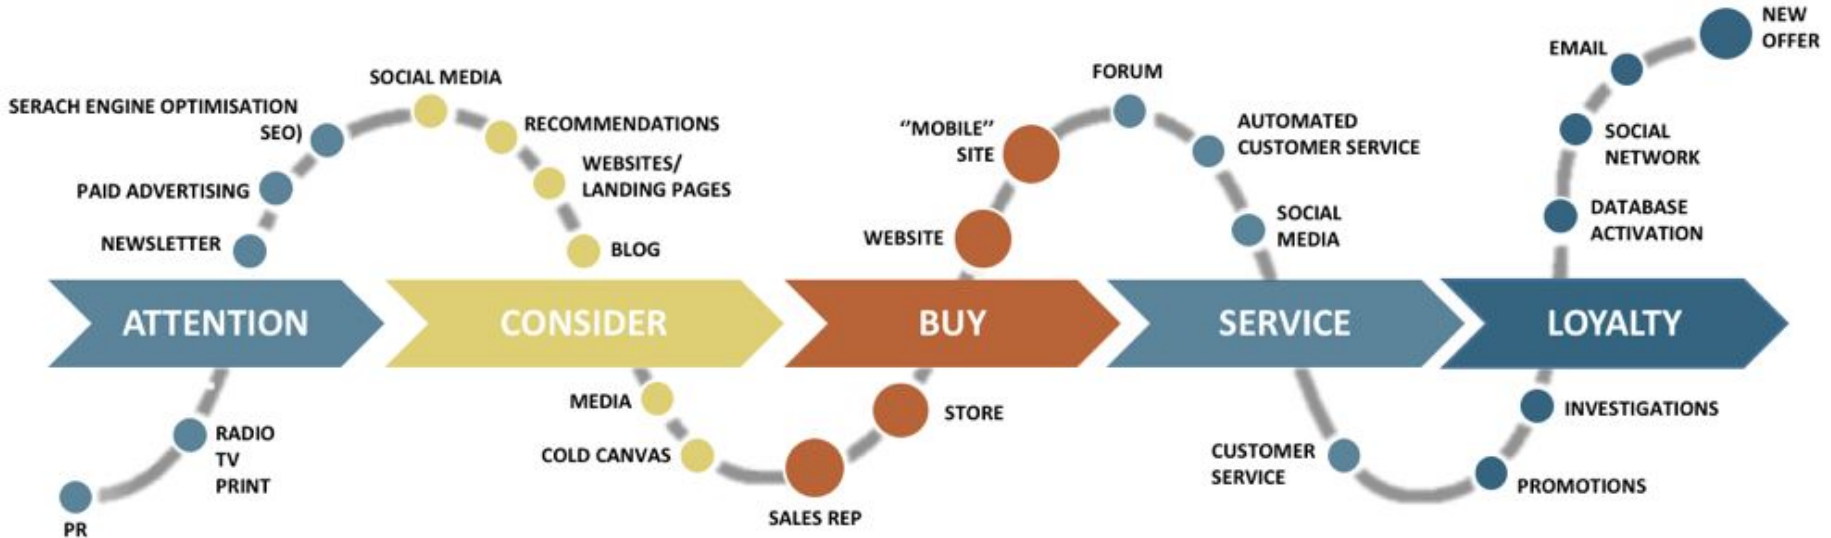 NEW
OFFER
EMAIL
SOCIAL MEDIA
FORUM
SERACH ENGINE OPTIMISATION
SEO)
RECOMMENDATIONS
"MOBILE"
SITE
AUTOMATED
CUSTOMER SERVICE
SOCIAL
NETWORK
WEBSITES/
LANDING PAGES
PAID ADVERTISING
SOCIAL
MEDIA
DATABASE
ACTIVATION
NEWSLETTER
BLOG
WEBSITE
ATTENTION
CONSIDER
BUY
SERVICE
LOYALTY
MEDIA
STORE
INVESTIGATIONS
RADIO
TV
PRINT
COLD CANVAS
CUSTOMER
SERVICE
PROMOTIONS
SALES REP
PR